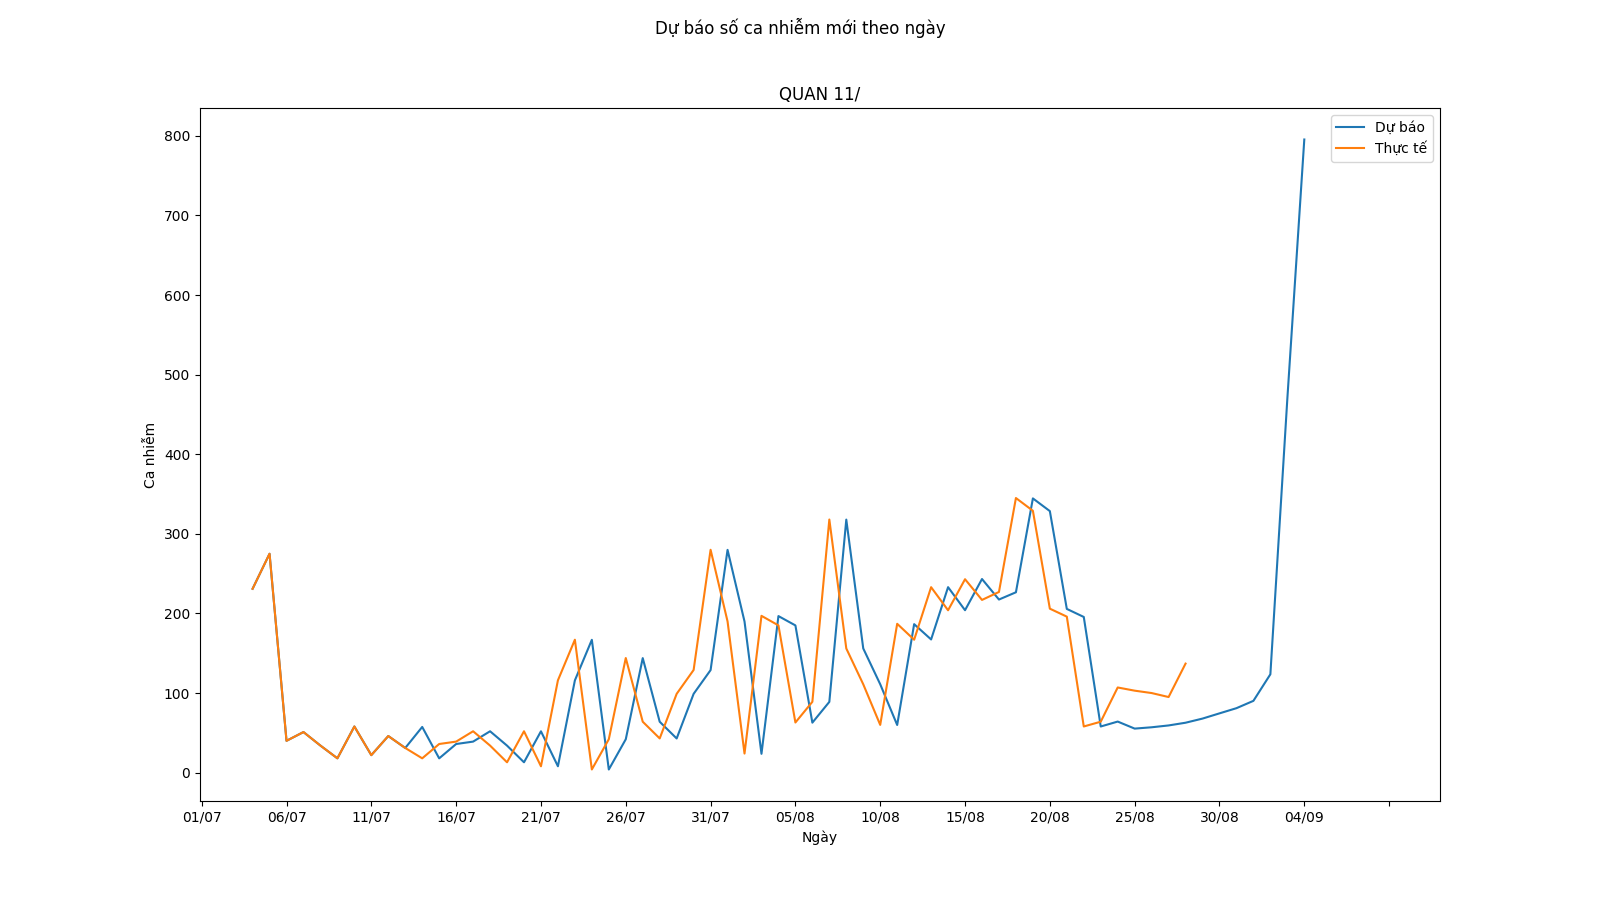 Dự báo số ca nhiễm mới theo ngày
QUAN 11/
Dự báo
Thực tế
800
700
600
500
400
300
200
100
0
Ca nhiễm
01/07 06/07 11/07 16/07 21/07 26/07 31/07 05/08 10/08 15/08 20/08 25/08 30/08 04/09
Ngày